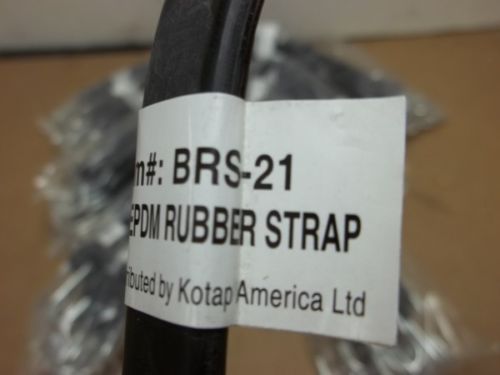 m#: BRS-21
EPDM RUBBER STRAP
ributed by Kotap America Ltd